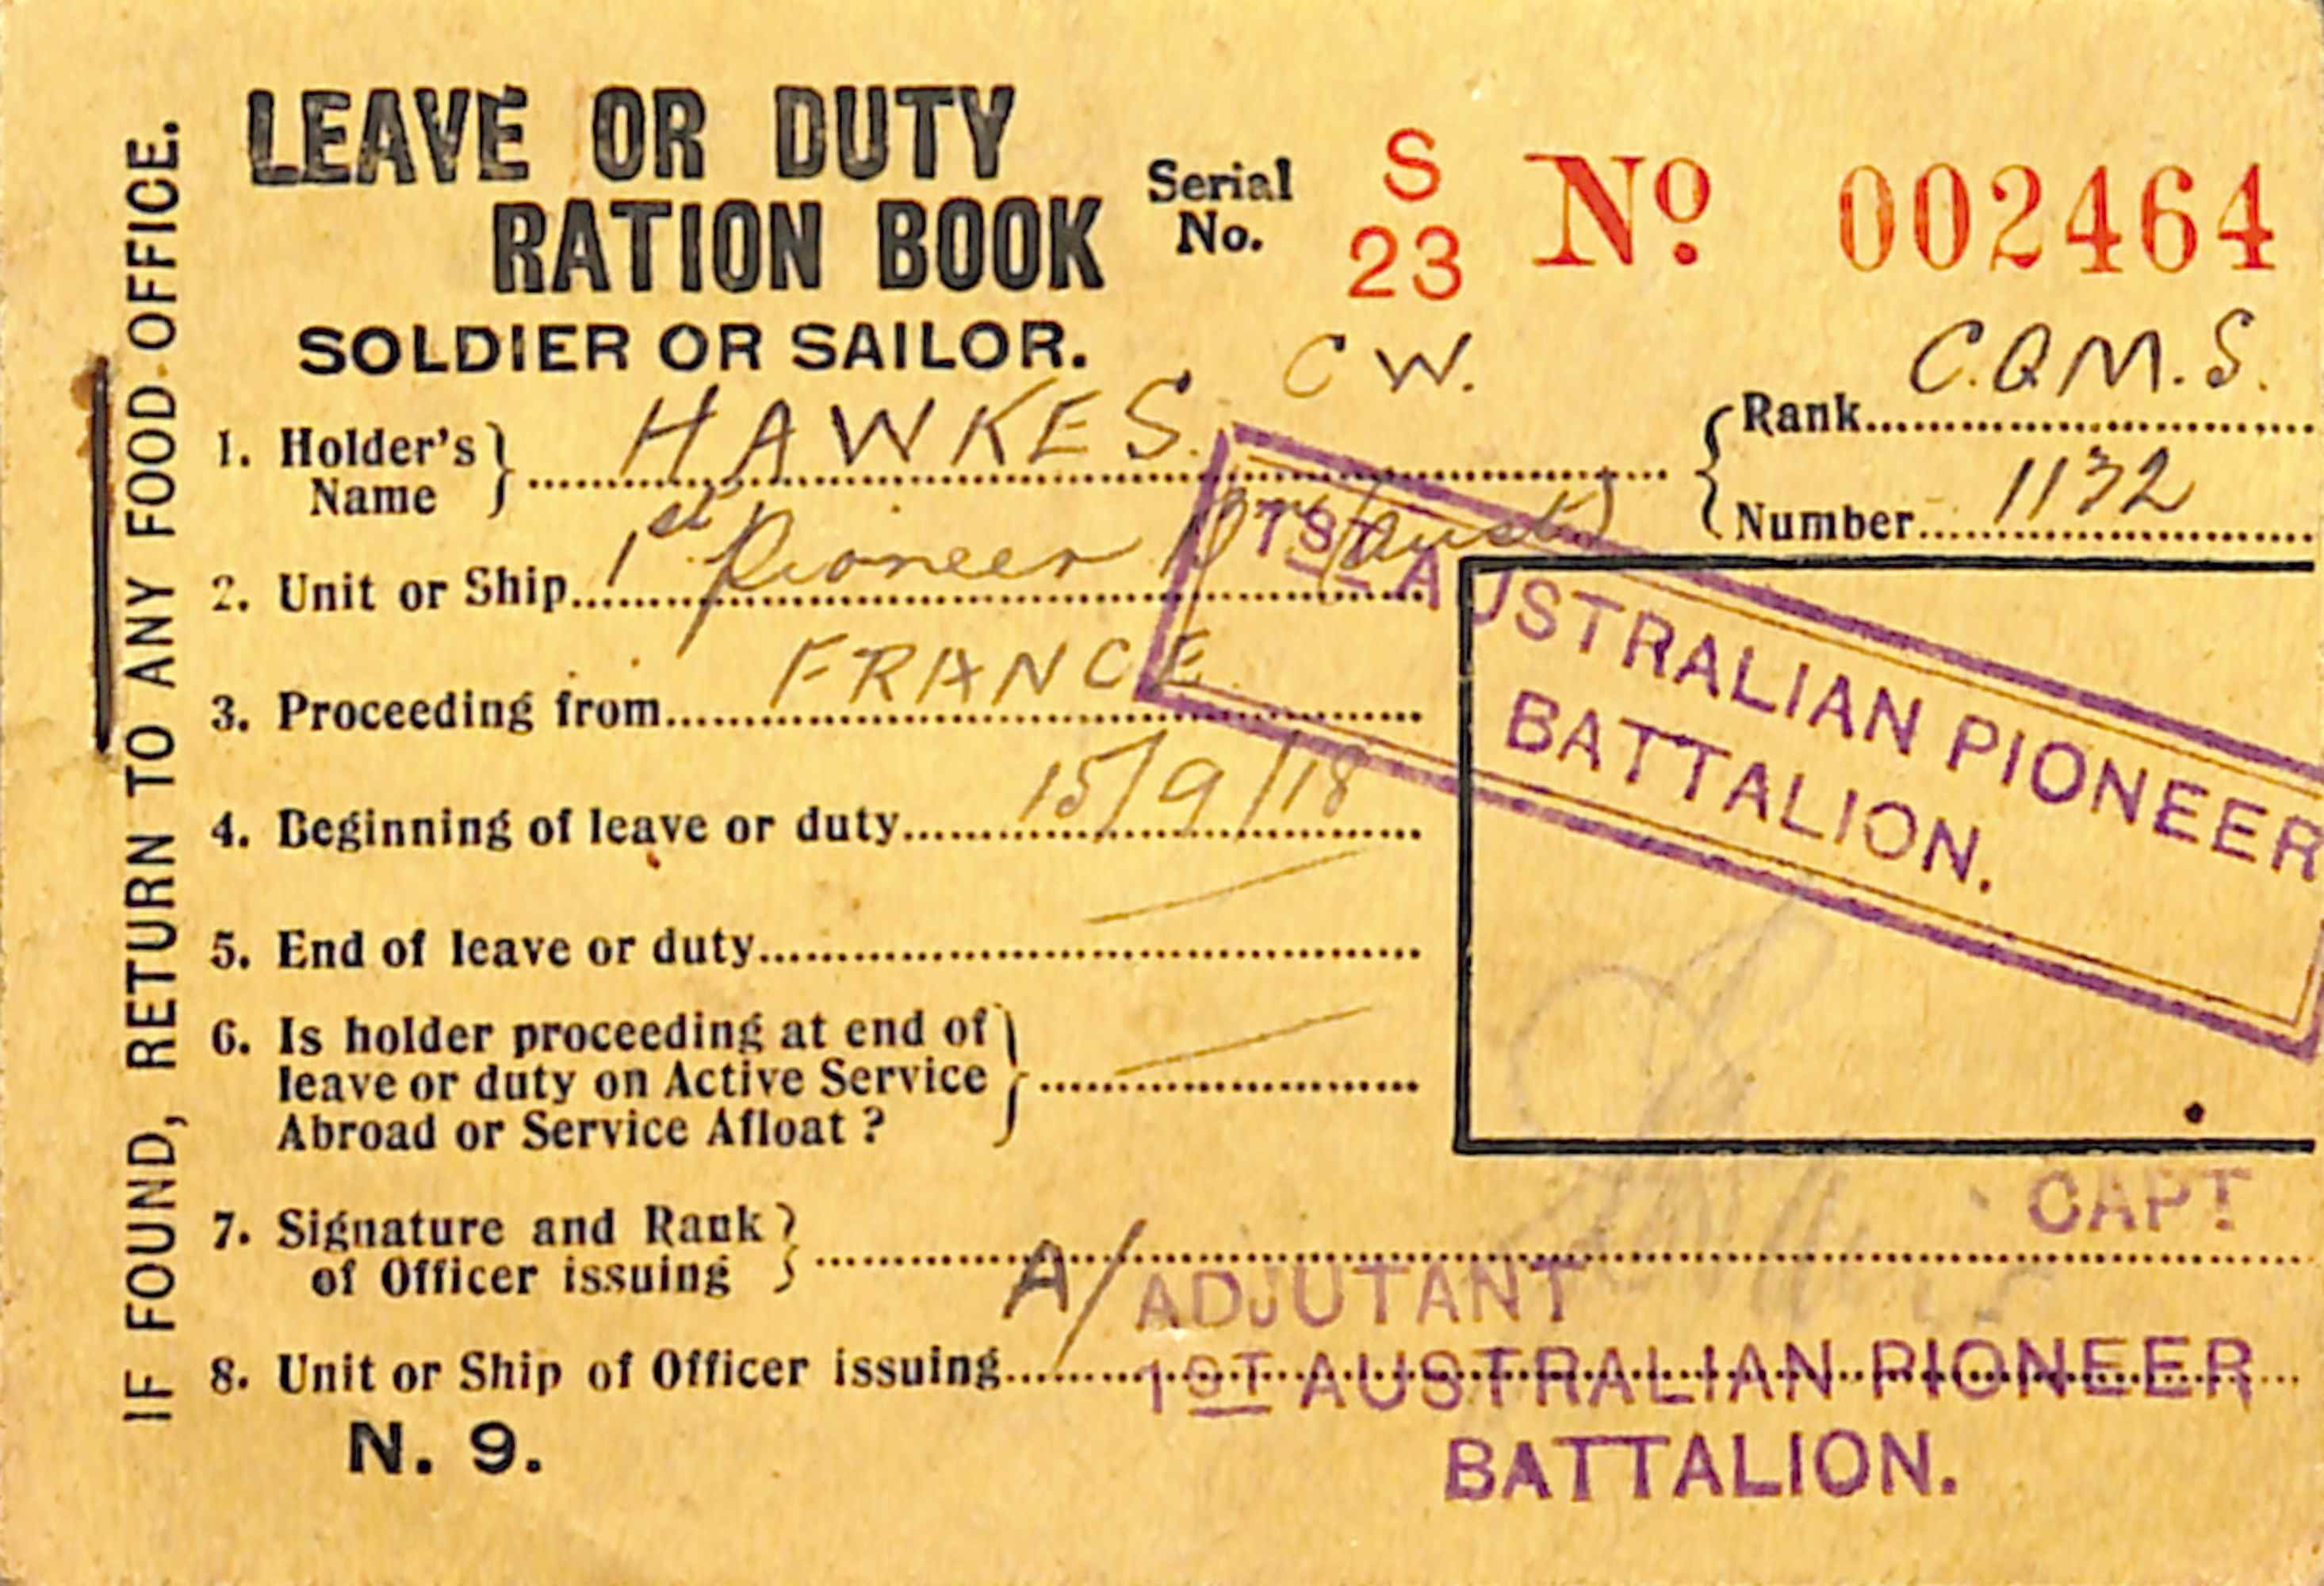 IF FOUND, RETURN TO ANY FOOD OFFICE.
LEAVE OR DUTY
RATION BOOK
SOLDIER OR SAILOR.
Serial No. S 23 No. 002464
1. Holder's Name HAWKES. C W.
Rank C.Q.M.S.
Number 1132
2. Unit or Ship 1st Pioneer (Aust)
1ST AUSTRALIAN PIONEER
BATTALION.
3. Proceeding from FRANCE.
4. Beginning of leave or duty 15/9/18
5. End of leave or duty
6. Is holder proceeding at end of
leave or duty on Active Service
Abroad or Service Afloat ?
7. Signature and Rank
of Officer issuing
CAPT
A/ ADJUTANT
8. Unit or Ship of Officer issuing 1ST AUSTRALIAN PIONEER
BATTALION.
N. 9.